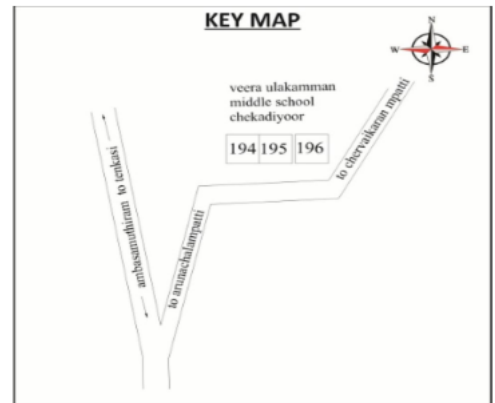 KEY MAP
N
W
E
S
veera ulakamman
middle school
chekadiyoor
194 195 196
to chervaikaran mpatti
ambasamuthiram to tenkasi
to arunachalampatti